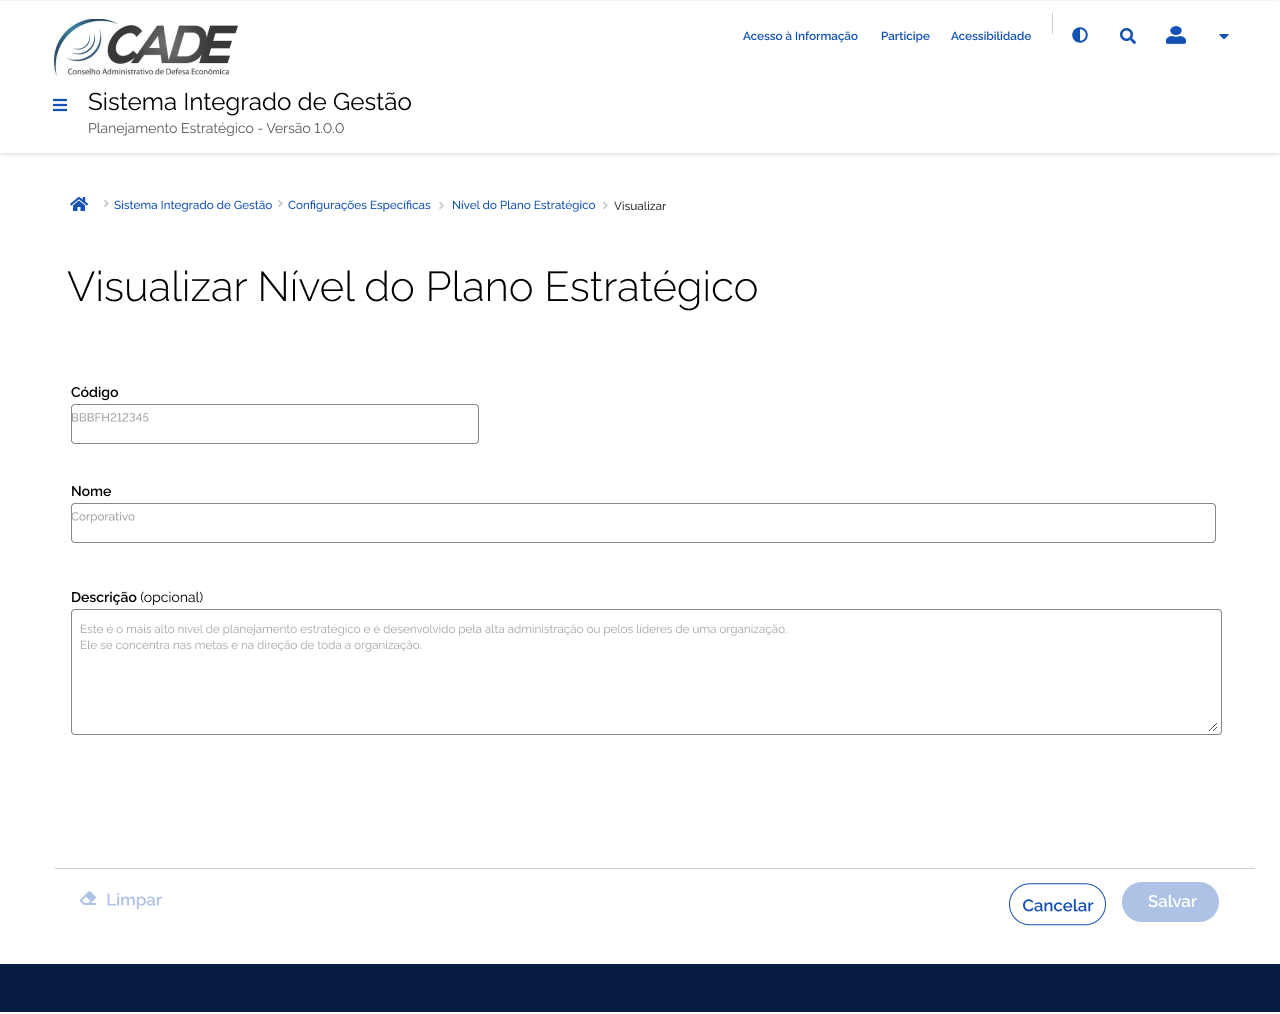 CADE
Conselho Administrativo de Defesa Econômica
Acesso à Informação Participe Acessibilidade
Sistema Integrado de Gestão
Planejamento Estratégico - Versão 1.0.0
Sistema Integrado de Gestão Configurações Específicas Nível do Plano Estratégico Visualizar
Visualizar Nível do Plano Estratégico
Código
BBBFH212345
Nome
Corporativo
Descrição (opcional)
Este é o mais alto nível de planejamento estratégico e é desenvolvido pela alta administração ou pelos líderes de uma organização.
Ele se concentra nas metas e na direção de toda a organização.
Limpar Cancelar Salvar